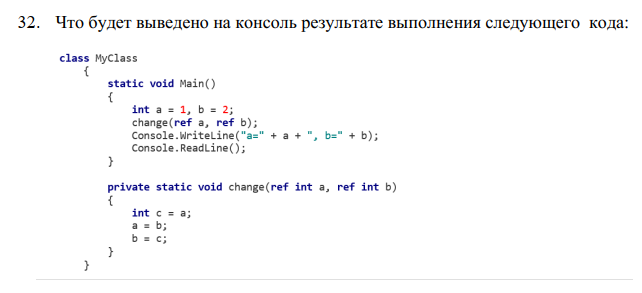 32. Что будет выведено на консоль результате выполнения следующего кода:
class MyClass
{
static void Main()
{
int a = 1, b = 2;
change(ref a, ref b);
Console.WriteLine("a=" + a + ", b=" + b);
Console.ReadLine();
}
private static void change(ref int a, ref int b)
{
int c = a;
a = b;
b = c;
}
}